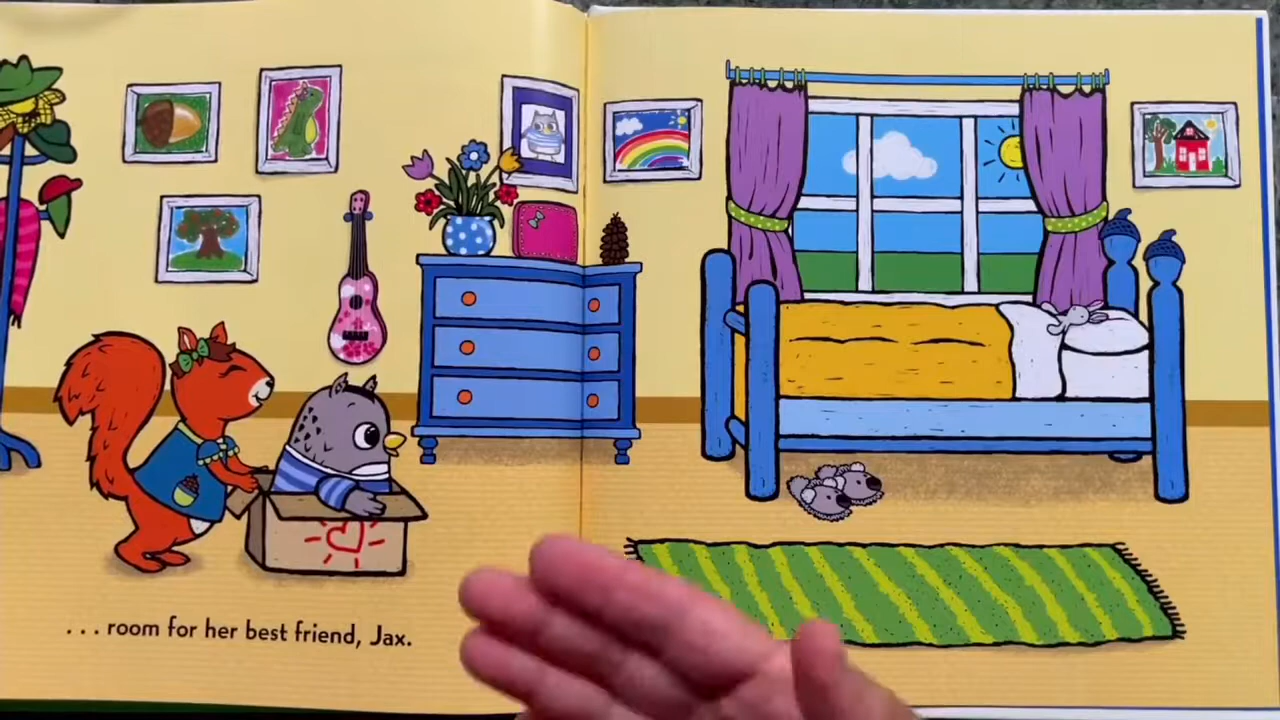 . . . room for her best friend, Jax.